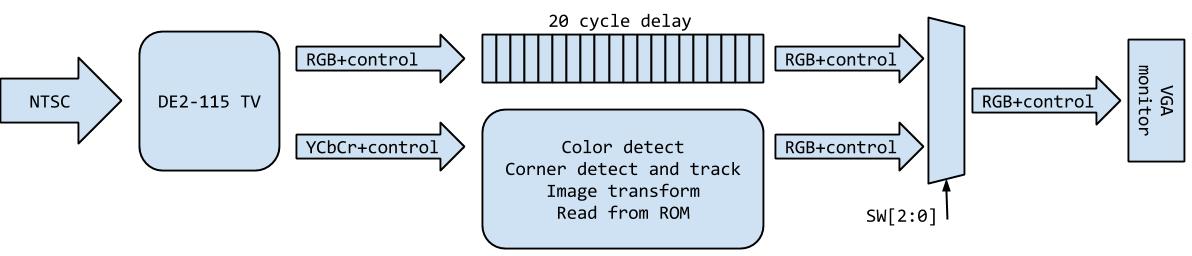 20 cycle delay
RGB+control
RGB+control
NTSC
DE2-115 TV
RGB+control
VGA
monitor
YCbCr+control
Color detect
Corner detect and track
Image transform
Read from ROM
RGB+control
SW[2:0]